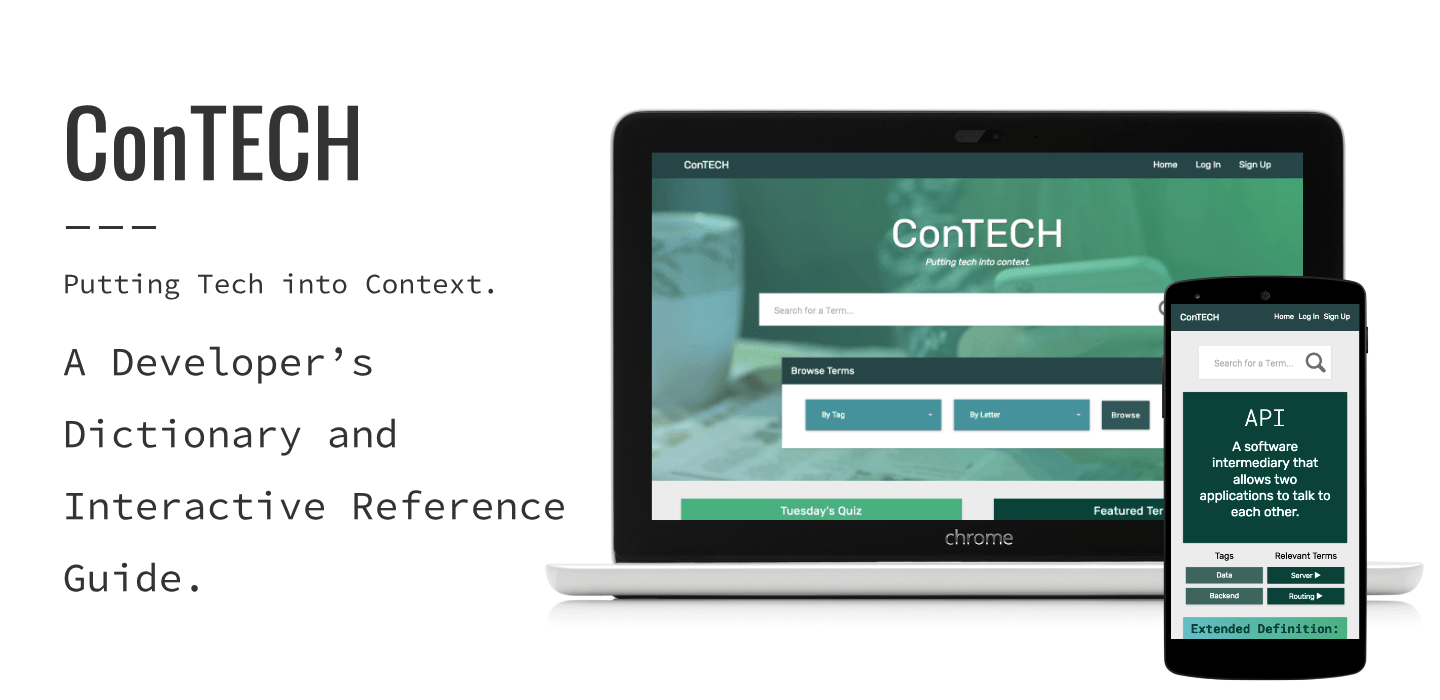 ConTECH
Putting Tech into Context.
A Developer’s
Dictionary and
Interactive Reference
Guide.
ConTECH Home Log In Sign Up
ConTECH
Putting tech into context.
Search for a Term...
Browse Terms
By Tag By Letter Browse
Tuesday's Quiz Featured
chrome
ConTECH Home Log In Sign Up
Search for a Term...
API
A software
intermediary that
allows two
applications to talk to
each other.
Tags Relevant Terms
Data Server ▶
Backend Routing ▶
Extended Definition: